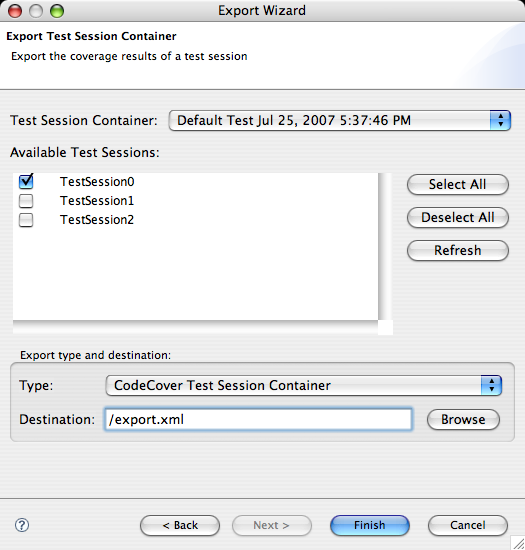 Export Wizard
Export Test Session Container
Export the coverage results of a test session
Test Session Container: Default Test Jul 25, 2007 5:37:46 PM
Available Test Sessions:
TestSession0 Select All
TestSession1
TestSession2 Deselect All
Refresh
Export type and destination:
Type: CodeCover Test Session Container
Destination: /export.xml Browse
? < Back Next > Finish Cancel